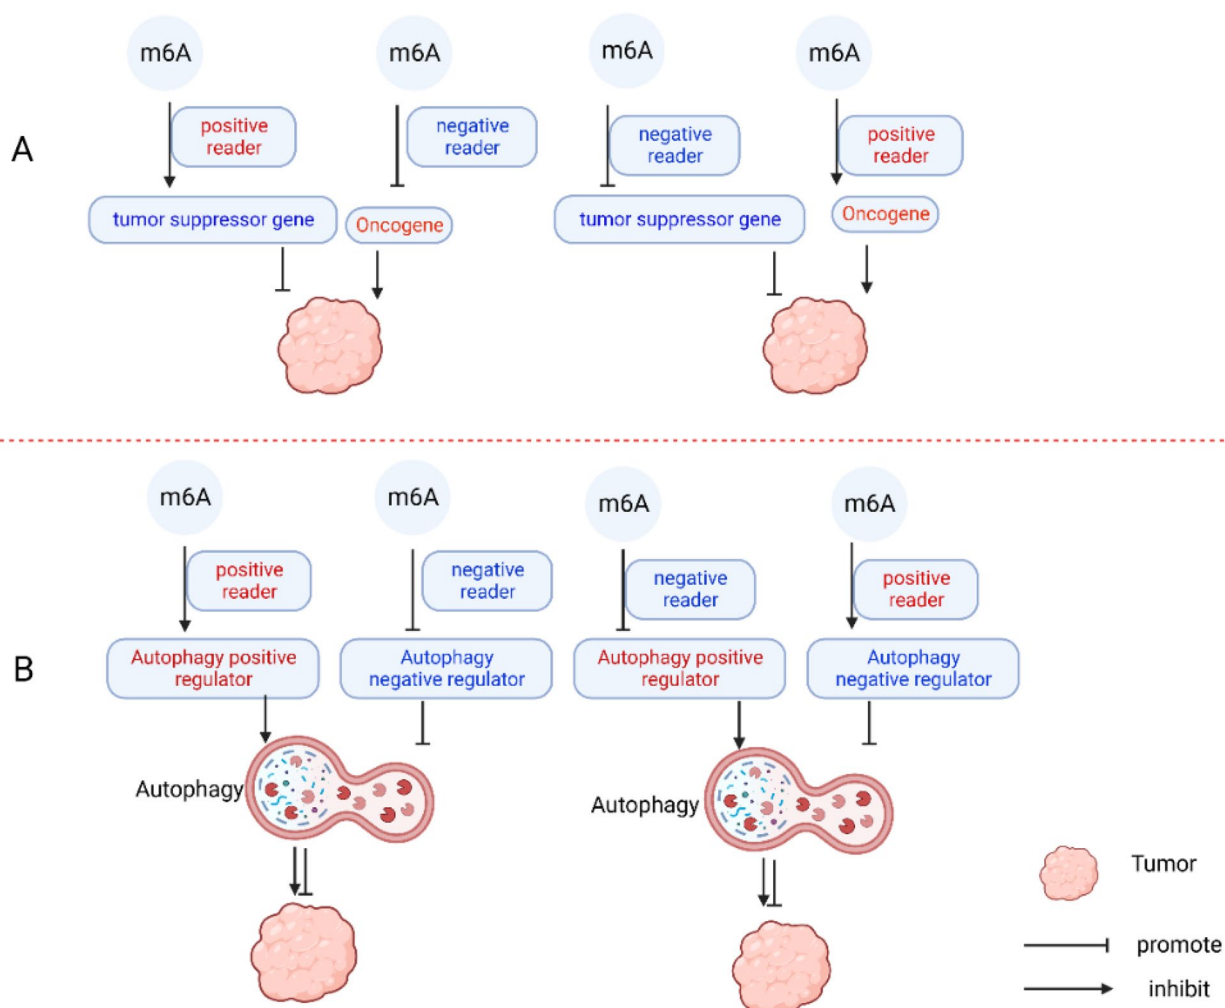 m6A
m6A
m6A
m6A
A
positive
reader
negative
reader
negative
reader
positive
reader
tumor suppressor gene
Oncogene
tumor suppressor gene
Oncogene
m6A
m6A
m6A
m6A
positive
reader
negative
reader
negative
reader
positive
reader
B
Autophagy positive
regulator
Autophagy
negative regulator
Autophagy positive
regulator
Autophagy
negative regulator
Autophagy
Autophagy
Tumor
promote
inhibit